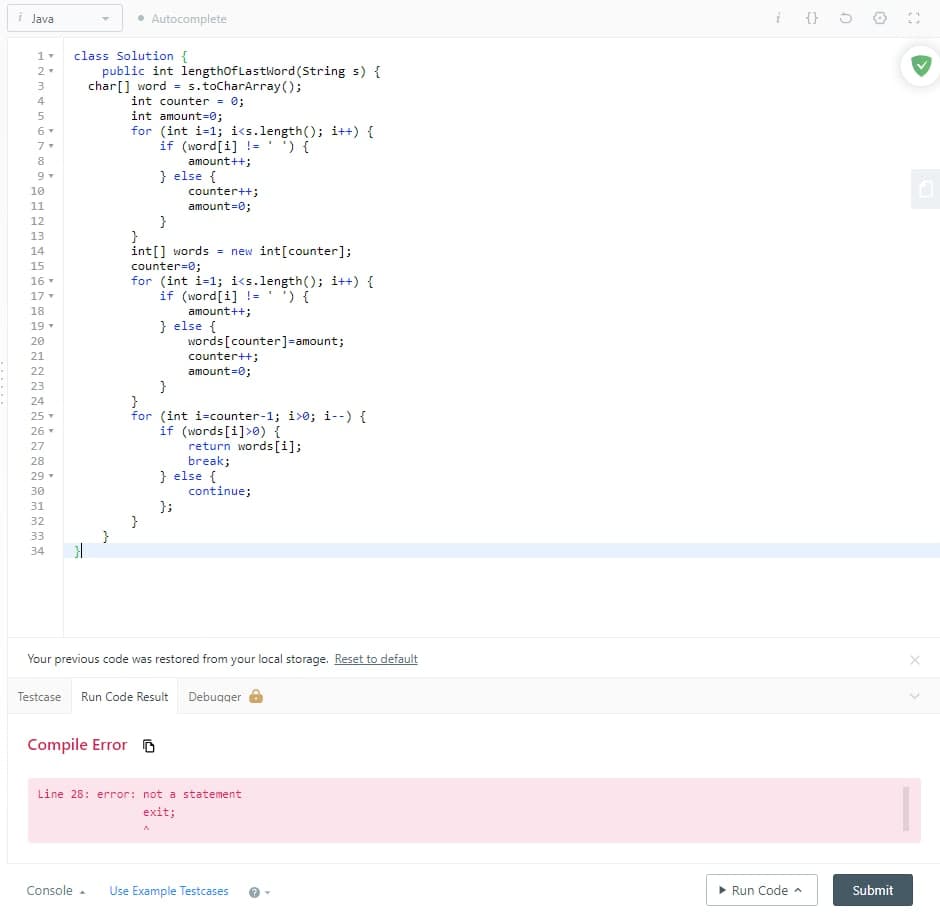 i Java
Autocomplete
i {}
1 class Solution {
2 public int lengthOfLastWord(String s) {
3 char[] word = s.toCharArray();
4 int counter = 0;
5 int amount=0;
6 for (int i=1; i<s.length(); i++) {
7 if (word[i] != ' ') {
8 amount++;
9 } else {
10 counter++;
11 amount=0;
12 }
13 }
14 int[] words = new int[counter];
15 counter=0;
16 for (int i=1; i<s.length(); i++) {
17 if (word[i] != ' ') {
18 amount++;
19 } else {
20 words[counter]=amount;
21 counter++;
22 amount=0;
23 }
24 }
25 for (int i=counter-1; i>0; i--) {
26 if (words[i]>0) {
27 return words[i];
28 break;
29 } else {
30 continue;
31 };
32 }
33 }
34 }
Your previous code was restored from your local storage. Reset to default
Testcase Run Code Result Debugger
Compile Error
Line 28: error: not a statement
exit;
^
Console Use Example Testcases ? Run Code Submit